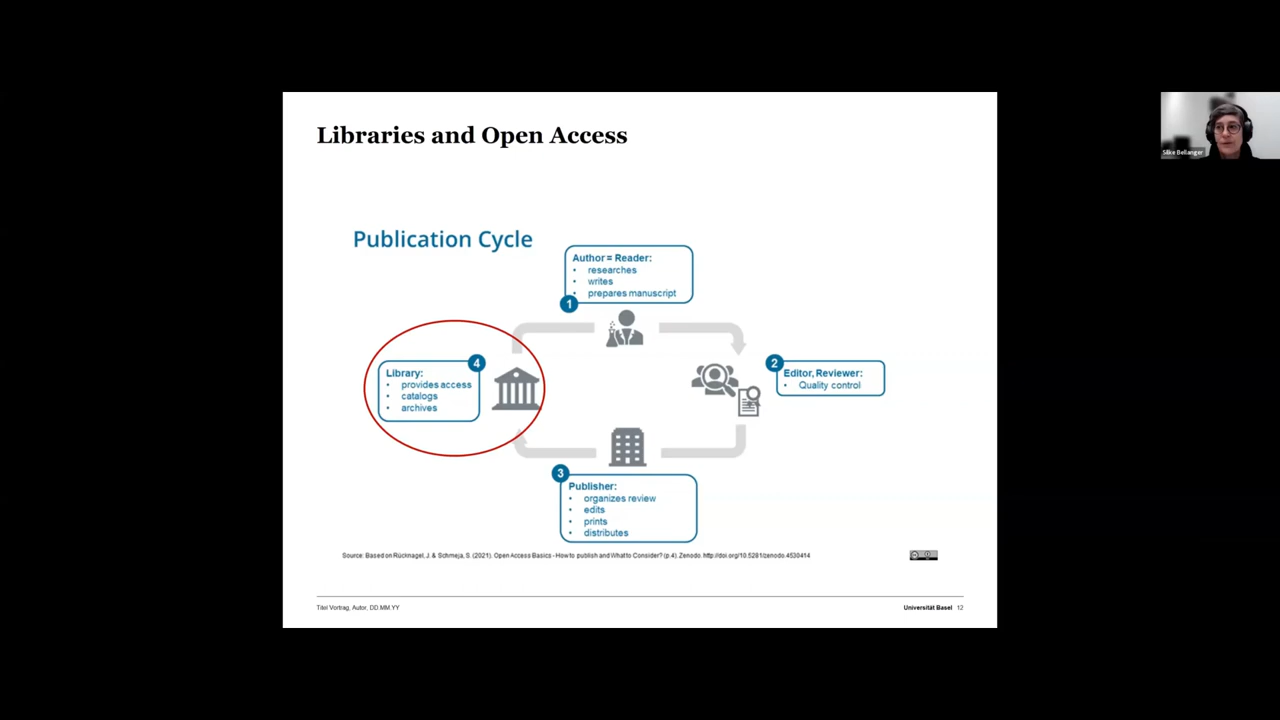 Libraries and Open Access
Silke Bellanger
Publication Cycle
Author = Reader:
• researches
• writes
• prepares manuscript
1
4
Library:
• provides access
• catalogs
• archives
2
Editor, Reviewer:
• Quality control
3
Publisher:
• organizes review
• edits
• prints
• distributes
Source: Based on Rücknagel, J. & Schmeja, S. (2021). Open Access Basics - How to publish and What to Consider? (p.4). Zenodo. http://doi.org/10.5281/zenodo.4530414
Titel Vortrag, Autor, DD.MM.YY
Universität Basel 12